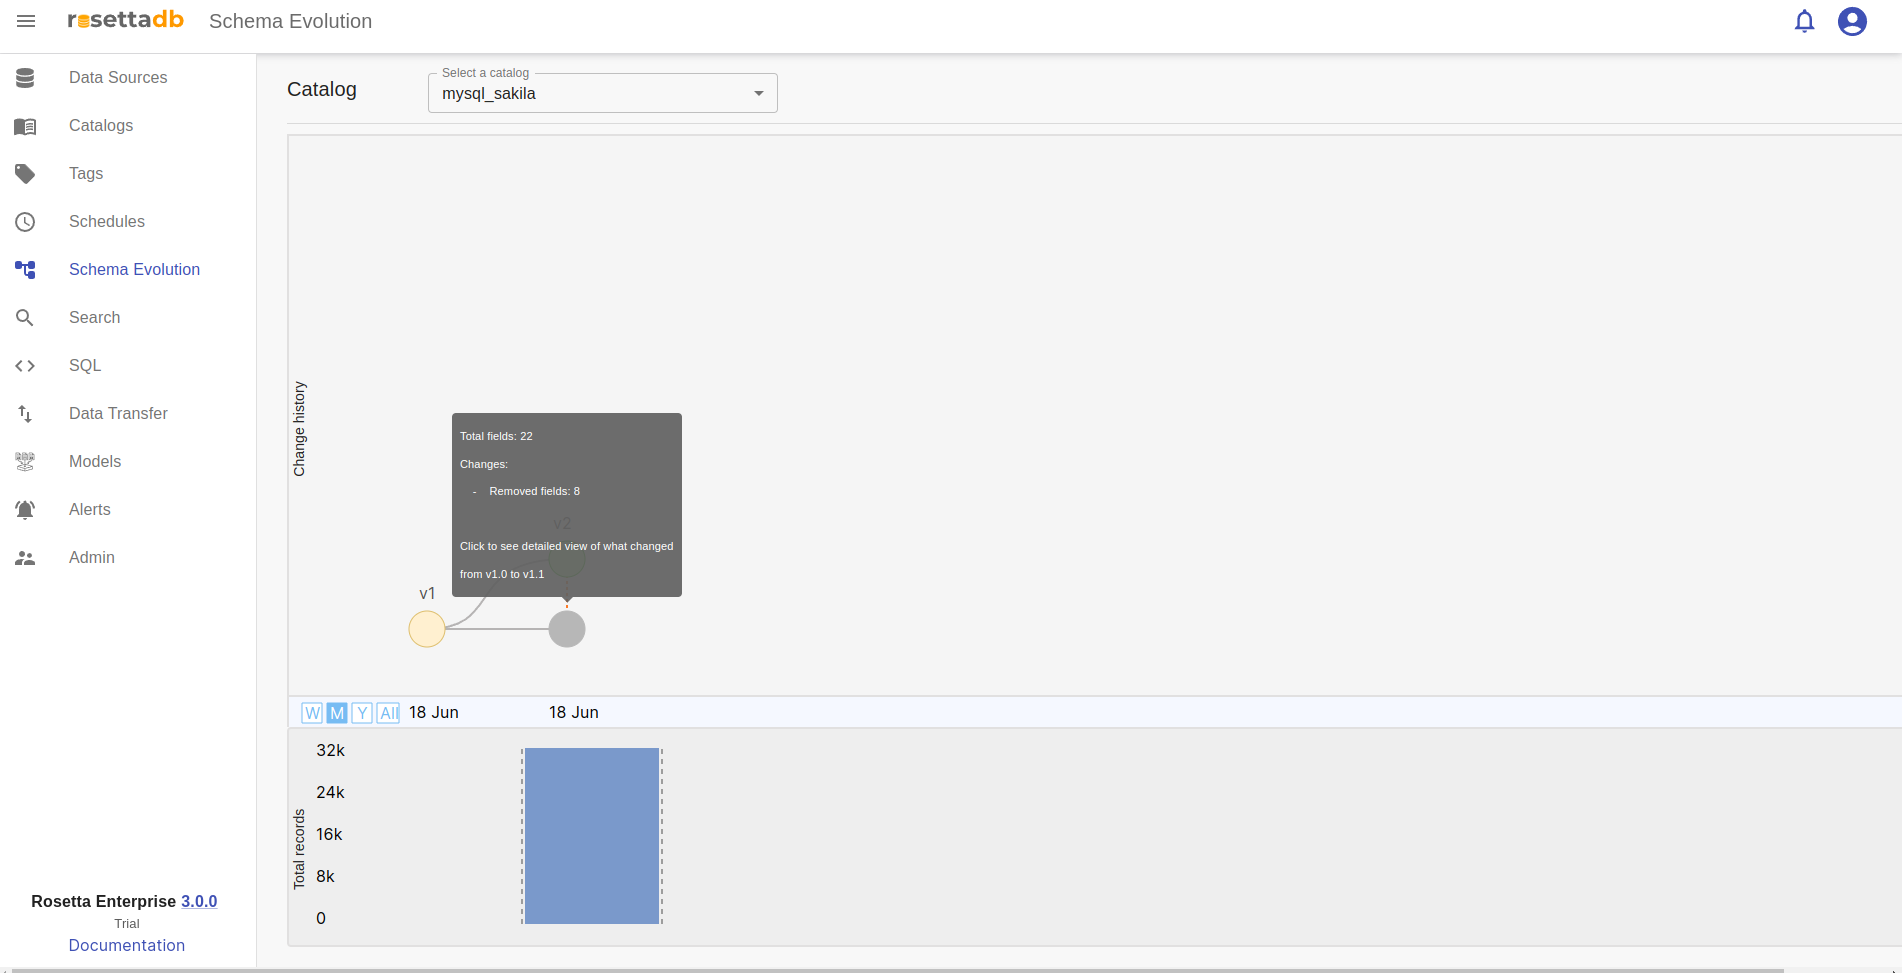 rosettadb
Schema Evolution
Data Sources
Catalogs
Tags
Schedules
Schema Evolution
Search
SQL
Data Transfer
Models
Alerts
Admin
Rosetta Enterprise 3.0.0
Trial
Documentation
Catalog
Select a catalog
mysql_sakila
Change history
Total fields: 22
Changes:
- Removed fields: 8
v2
Click to see detailed view of what changed
from v1.0 to v1.1
v1
W M Y All 18 Jun 18 Jun
Total records
32k
24k
16k
8k
0